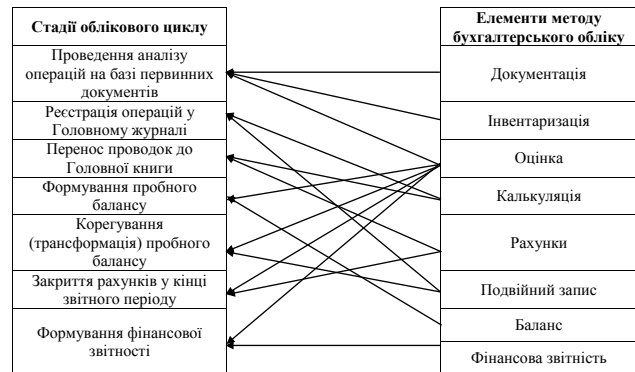 Стадії облікового циклу
Проведення аналізу
операцій на базі первинних
документів
Реєстрація операцій у
Головному журналі
Перенос проводок до
Головної книги
Формування пробного
балансу
Корегування
(трансформація) пробного
балансу
Закриття рахунків у кінці
звітного періоду
Формування фінансової
звітності
Елементи методу
бухгалтерського обліку
Документація
Інвентаризація
Оцінка
Калькуляція
Рахунки
Подвійний запис
Баланс
Фінансова звітність